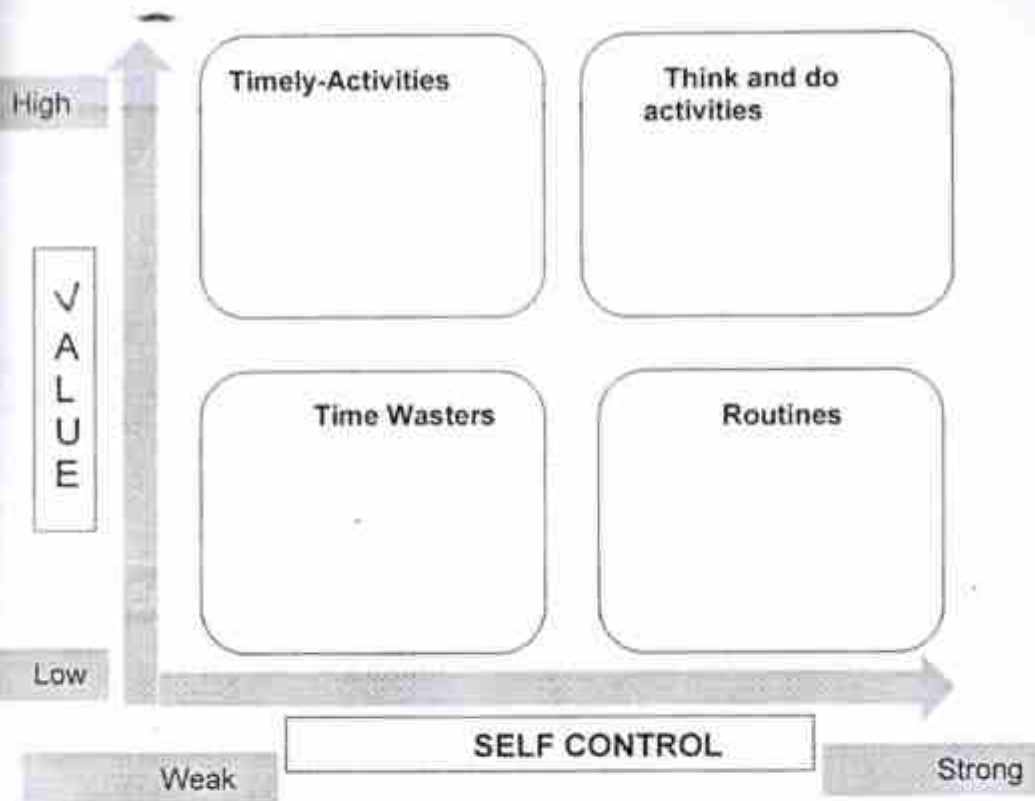 High
Timely-Activities
Think and do
activities
V
A
L
U
E
Time Wasters
Routines
Low
SELF CONTROL
Weak
Strong